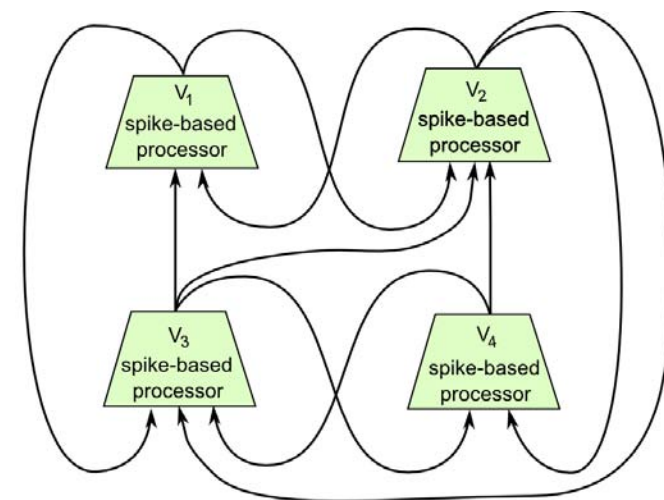 V1
spike-based
processor
V2
spike-based
processor
V3
spike-based
processor
V4
spike-based
processor